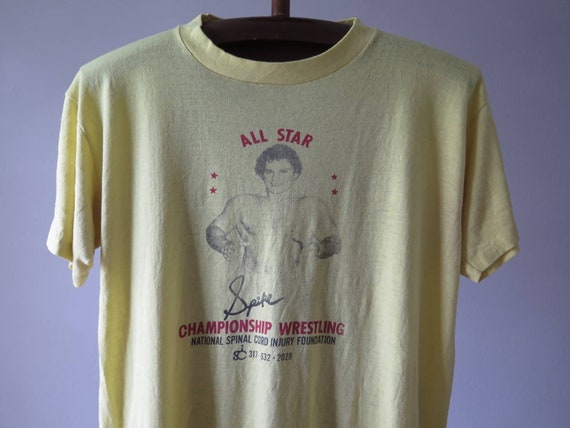 ALL STAR
Spike
CHAMPIONSHIP WRESTLING
NATIONAL SPINAL CORD INJURY FOUNDATION
317-632-2028